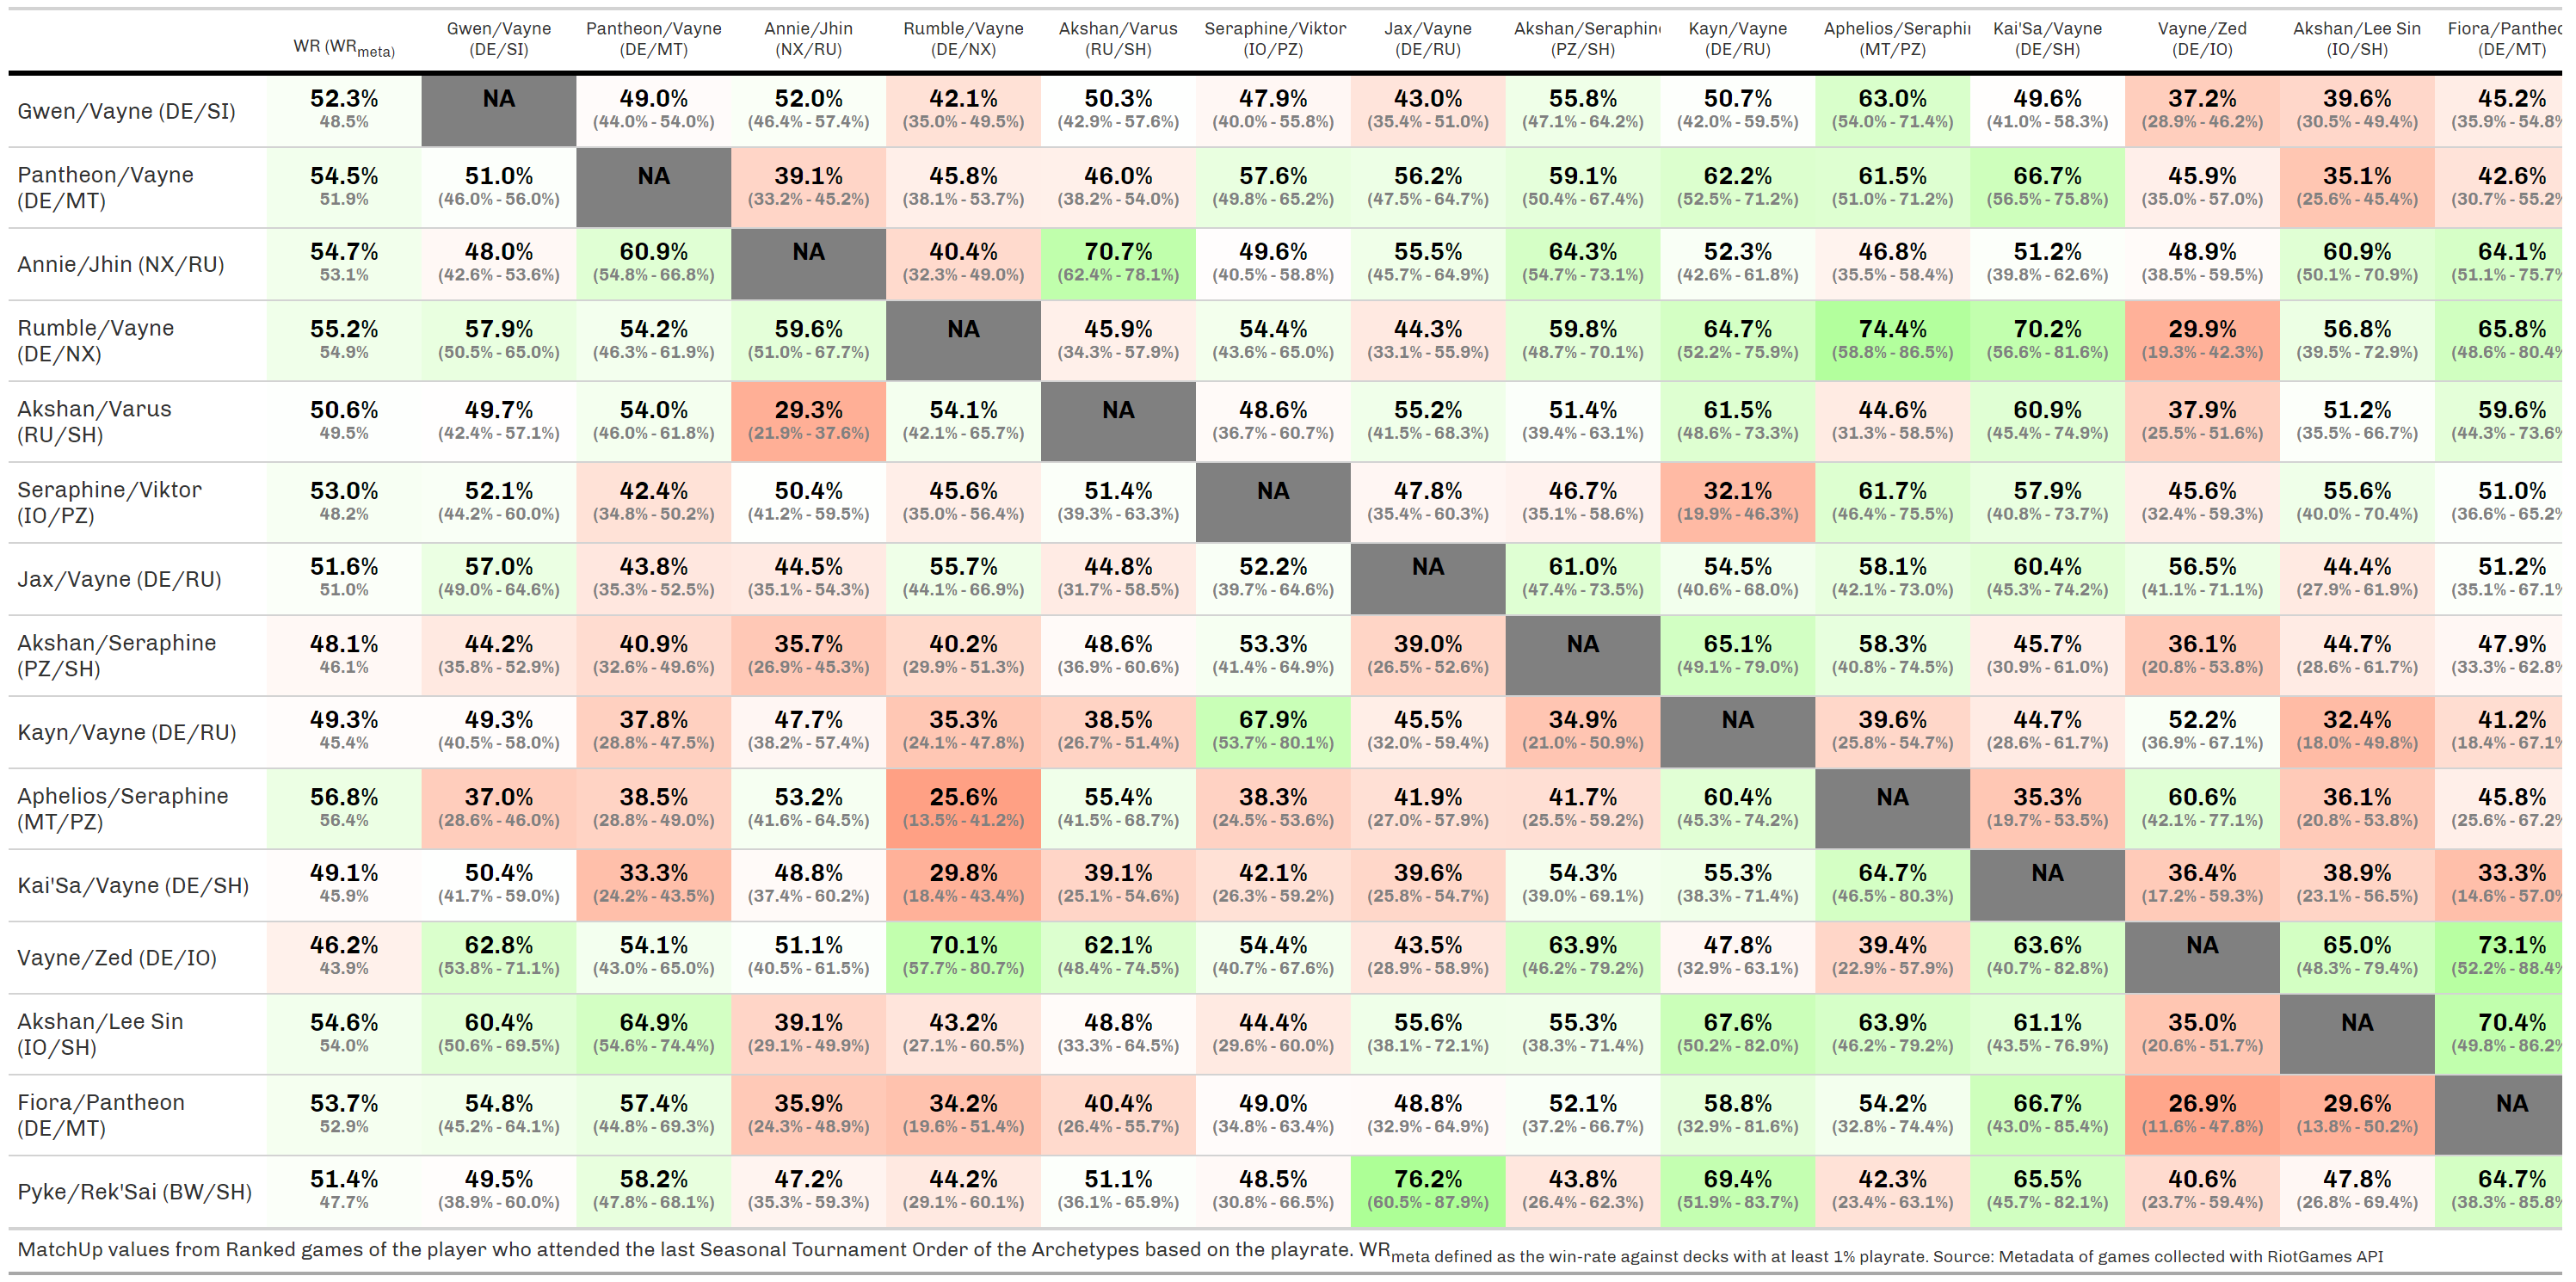 WR (WRmeta) Gwen/Vayne (DE/SI) Pantheon/Vayne (DE/MT) Annie/Jhin (NX/RU) Rumble/Vayne (DE/NX) Akshan/Varus (RU/SH) Seraphine/Viktor (IO/PZ) Jax/Vayne (DE/RU) Akshan/Seraphine (PZ/SH) Kayn/Vayne (DE/RU) Aphelios/Seraphi (MT/PZ) Kai'Sa/Vayne (DE/SH) Vayne/Zed (DE/IO) Akshan/Lee Sin (IO/SH) Fiora/Pantheo (DE/MT)
Gwen/Vayne (DE/SI) 52.3% NA 49.0% 52.0% 42.1% 50.3% 47.9% 43.0% 55.8% 50.7% 63.0% 49.6% 37.2% 39.6% 45.2%
48.5% (44.0% - 54.0%) (46.4% - 57.4%) (35.0% - 49.5%) (42.9% - 57.6%) (40.0% - 55.8%) (35.4% - 51.0%) (47.1% - 64.2%) (42.0% - 59.5%) (54.0% - 71.4%) (41.0% - 58.3%) (28.9% - 46.2%) (30.5% - 49.4%) (35.9% - 54.8%
Pantheon/Vayne (DE/MT) 54.5% 51.0% NA 39.1% 45.8% 46.0% 57.6% 56.2% 59.1% 62.2% 61.5% 66.7% 45.9% 35.1% 42.6%
51.9% (46.0% - 56.0%) (33.2% - 45.2%) (38.1% - 53.7%) (38.2% - 54.0%) (49.8% - 65.2%) (47.5% - 64.7%) (50.4% - 67.4%) (52.5% - 71.2%) (51.0% - 71.2%) (56.5% - 75.8%) (35.0% - 57.0%) (25.6% - 45.4%) (30.7% - 55.2%
Annie/Jhin (NX/RU) 54.7% 48.0% 60.9% NA 40.4% 70.7% 49.6% 55.5% 64.3% 52.3% 46.8% 51.2% 48.9% 60.9% 64.1%
53.1% (42.6% - 53.6%) (54.8% - 66.8%) (32.3% - 49.0%) (62.4% - 78.1%) (40.5% - 58.8%) (45.7% - 64.9%) (54.7% - 73.1%) (42.6% - 61.8%) (35.5% - 58.4%) (39.8% - 62.6%) (38.5% - 59.5%) (50.1% - 70.9%) (51.1% - 75.7%
Rumble/Vayne (DE/NX) 55.2% 57.9% 54.2% 59.6% NA 45.9% 54.4% 44.3% 59.8% 64.7% 74.4% 70.2% 29.9% 56.8% 65.8%
54.9% (50.5% - 65.0%) (46.3% - 61.9%) (51.0% - 67.7%) (34.3% - 57.9%) (43.6% - 65.0%) (33.1% - 55.9%) (48.7% - 70.1%) (52.2% - 75.9%) (58.8% - 86.5%) (56.6% - 81.6%) (19.3% - 42.3%) (39.5% - 72.9%) (48.6% - 80.4%
Akshan/Varus (RU/SH) 50.6% 49.7% 54.0% 29.3% 54.1% NA 48.6% 55.2% 51.4% 61.5% 44.6% 60.9% 37.9% 51.2% 59.6%
49.5% (42.4% - 57.1%) (46.0% - 61.8%) (21.9% - 37.6%) (42.1% - 65.7%) (36.7% - 60.7%) (41.5% - 68.3%) (39.4% - 63.1%) (48.6% - 73.3%) (31.3% - 58.5%) (45.4% - 74.9%) (25.5% - 51.6%) (35.5% - 66.7%) (44.3% - 73.6%
Seraphine/Viktor (IO/PZ) 53.0% 52.1% 42.4% 50.4% 45.6% 51.4% NA 47.8% 46.7% 32.1% 61.7% 57.9% 45.6% 55.6% 51.0%
48.2% (44.2% - 60.0%) (34.8% - 50.2%) (41.2% - 59.5%) (35.0% - 56.4%) (39.3% - 63.3%) (35.4% - 60.3%) (35.1% - 58.6%) (19.9% - 46.3%) (46.4% - 75.5%) (40.8% - 73.7%) (32.4% - 59.3%) (40.0% - 70.4%) (36.6% - 65.2%
Jax/Vayne (DE/RU) 51.6% 57.0% 43.8% 44.5% 55.7% 44.8% 52.2% NA 61.0% 54.5% 58.1% 60.4% 56.5% 44.4% 51.2%
51.0% (49.0% - 64.6%) (35.3% - 52.5%) (35.1% - 54.3%) (44.1% - 66.9%) (31.7% - 58.5%) (39.7% - 64.6%) (47.4% - 73.5%) (40.6% - 68.0%) (42.1% - 73.0%) (45.3% - 74.2%) (41.1% - 71.1%) (27.9% - 61.9%) (35.1% - 67.1%
Akshan/Seraphine (PZ/SH) 48.1% 44.2% 40.9% 35.7% 40.2% 48.6% 53.3% 39.0% NA 65.1% 58.3% 45.7% 36.1% 44.7% 47.9%
46.1% (35.8% - 52.9%) (32.6% - 49.6%) (26.9% - 45.3%) (29.9% - 51.3%) (36.9% - 60.6%) (41.4% - 64.9%) (26.5% - 52.6%) (49.1% - 79.0%) (40.8% - 74.5%) (30.9% - 61.0%) (20.8% - 53.8%) (28.6% - 61.7%) (33.3% - 62.8%
Kayn/Vayne (DE/RU) 49.3% 49.3% 37.8% 47.7% 35.3% 38.5% 67.9% 45.5% 34.9% NA 39.6% 44.7% 52.2% 32.4% 41.2%
45.4% (40.5% - 58.0%) (28.8% - 47.5%) (38.2% - 57.4%) (24.1% - 47.8%) (26.7% - 51.4%) (53.7% - 80.1%) (32.0% - 59.4%) (21.0% - 50.9%) (25.8% - 54.7%) (28.6% - 61.7%) (36.9% - 67.1%) (18.0% - 49.8%) (18.4% - 67.1%
Aphelios/Seraphine (MT/PZ) 56.8% 37.0% 38.5% 53.2% 25.6% 55.4% 38.3% 41.9% 41.7% 60.4% NA 35.3% 60.6% 36.1% 45.8%
56.4% (28.6% - 46.0%) (28.8% - 49.0%) (41.6% - 64.5%) (13.5% - 41.2%) (41.5% - 68.7%) (24.5% - 53.6%) (27.0% - 57.9%) (25.5% - 59.2%) (45.3% - 74.2%) (19.7% - 53.5%) (42.1% - 77.1%) (20.8% - 53.8%) (25.6% - 67.2%
Kai'Sa/Vayne (DE/SH) 49.1% 50.4% 33.3% 48.8% 29.8% 39.1% 42.1% 39.6% 54.3% 55.3% 64.7% NA 36.4% 38.9% 33.3%
45.9% (41.7% - 59.0%) (24.2% - 43.5%) (37.4% - 60.2%) (18.4% - 43.4%) (25.1% - 54.6%) (26.3% - 59.2%) (25.8% - 54.7%) (39.0% - 69.1%) (38.3% - 71.4%) (46.5% - 80.3%) (17.2% - 59.3%) (23.1% - 56.5%) (14.6% - 57.0%
Vayne/Zed (DE/IO) 46.2% 62.8% 54.1% 51.1% 70.1% 62.1% 54.4% 43.5% 63.9% 47.8% 39.4% 63.6% NA 65.0% 73.1%
43.9% (53.8% - 71.1%) (43.0% - 65.0%) (40.5% - 61.5%) (57.7% - 80.7%) (48.4% - 74.5%) (40.7% - 67.6%) (28.9% - 58.9%) (46.2% - 79.2%) (32.9% - 63.1%) (22.9% - 57.9%) (40.7% - 82.8%) (48.3% - 79.4%) (52.2% - 88.4%
Akshan/Lee Sin (IO/SH) 54.6% 60.4% 64.9% 39.1% 43.2% 48.8% 44.4% 55.6% 55.3% 67.6% 63.9% 61.1% 35.0% NA 70.4%
54.0% (50.6% - 69.5%) (54.6% - 74.4%) (29.1% - 49.9%) (27.1% - 60.5%) (33.3% - 64.5%) (29.6% - 60.0%) (38.1% - 72.1%) (38.3% - 71.4%) (50.2% - 82.0%) (46.2% - 79.2%) (43.5% - 76.9%) (20.6% - 51.7%) (49.8% - 86.2%
Fiora/Pantheon (DE/MT) 53.7% 54.8% 57.4% 35.9% 34.2% 40.4% 49.0% 48.8% 52.1% 58.8% 54.2% 66.7% 26.9% 29.6% NA
52.9% (45.2% - 64.1%) (44.8% - 69.3%) (24.3% - 48.9%) (19.6% - 51.4%) (26.4% - 55.7%) (34.8% - 63.4%) (32.9% - 64.9%) (37.2% - 66.7%) (32.9% - 81.6%) (32.8% - 74.4%) (43.0% - 85.4%) (11.6% - 47.8%) (13.8% - 50.2%)
Pyke/Rek'Sai (BW/SH) 51.4% 49.5% 58.2% 47.2% 44.2% 51.1% 48.5% 76.2% 43.8% 69.4% 42.3% 65.5% 40.6% 47.8% 64.7%
47.7% (38.9% - 60.0%) (47.8% - 68.1%) (35.3% - 59.3%) (29.1% - 60.1%) (36.1% - 65.9%) (30.8% - 66.5%) (60.5% - 87.9%) (26.4% - 62.3%) (51.9% - 83.7%) (23.4% - 63.1%) (45.7% - 82.1%) (23.7% - 59.4%) (26.8% - 69.4%) (38.3% - 85.8%
MatchUp values from Ranked games of the player who attended the last Seasonal Tournament Order of the Archetypes based on the playrate. WRmeta defined as the win-rate against decks with at least 1% playrate. Source: Metadata of games collected with RiotGames API